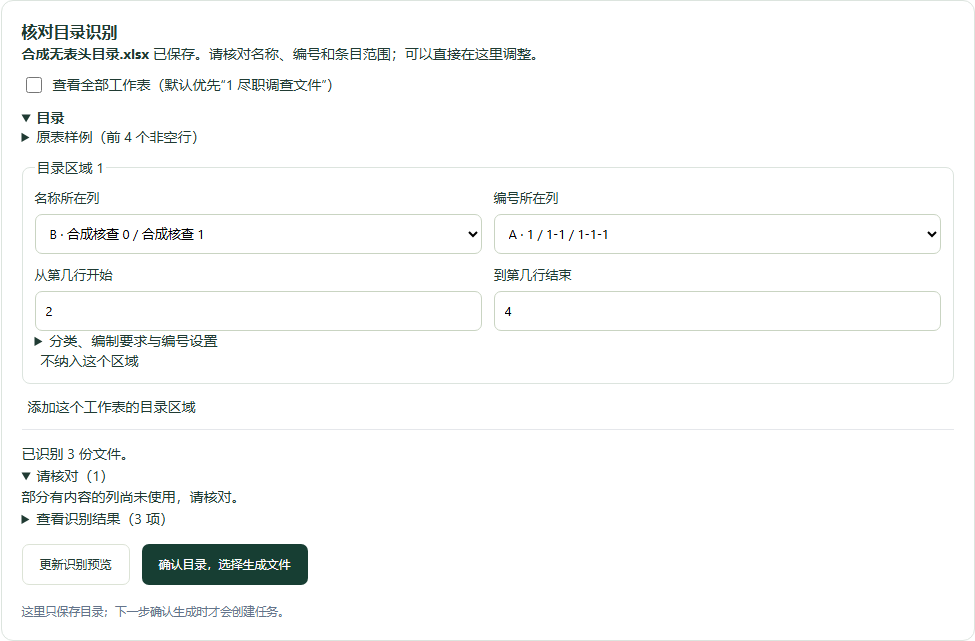 核对目录识别
合成无表头目录.xlsx 已保存。请核对名称、编号和条目范围；可以直接在这里调整。
查看全部工作表（默认优先“1 尽职调查文件”）
▼ 目录
▶ 原表样例（前 4 个非空行）
目录区域 1
名称所在列
编号所在列
B · 合成核查 0 / 合成核查 1
A · 1 / 1-1 / 1-1-1
从第几行开始
到第几行结束
2
4
▶ 分类、编制要求与编号设置
不纳入这个区域
添加这个工作表的目录区域
已识别 3 份文件。
▼ 请核对（1）
部分有内容的列尚未使用，请核对。
▶ 查看识别结果（3 项）
更新识别预览
确认目录，选择生成文件
这里只保存目录；下一步确认生成时才会创建任务。